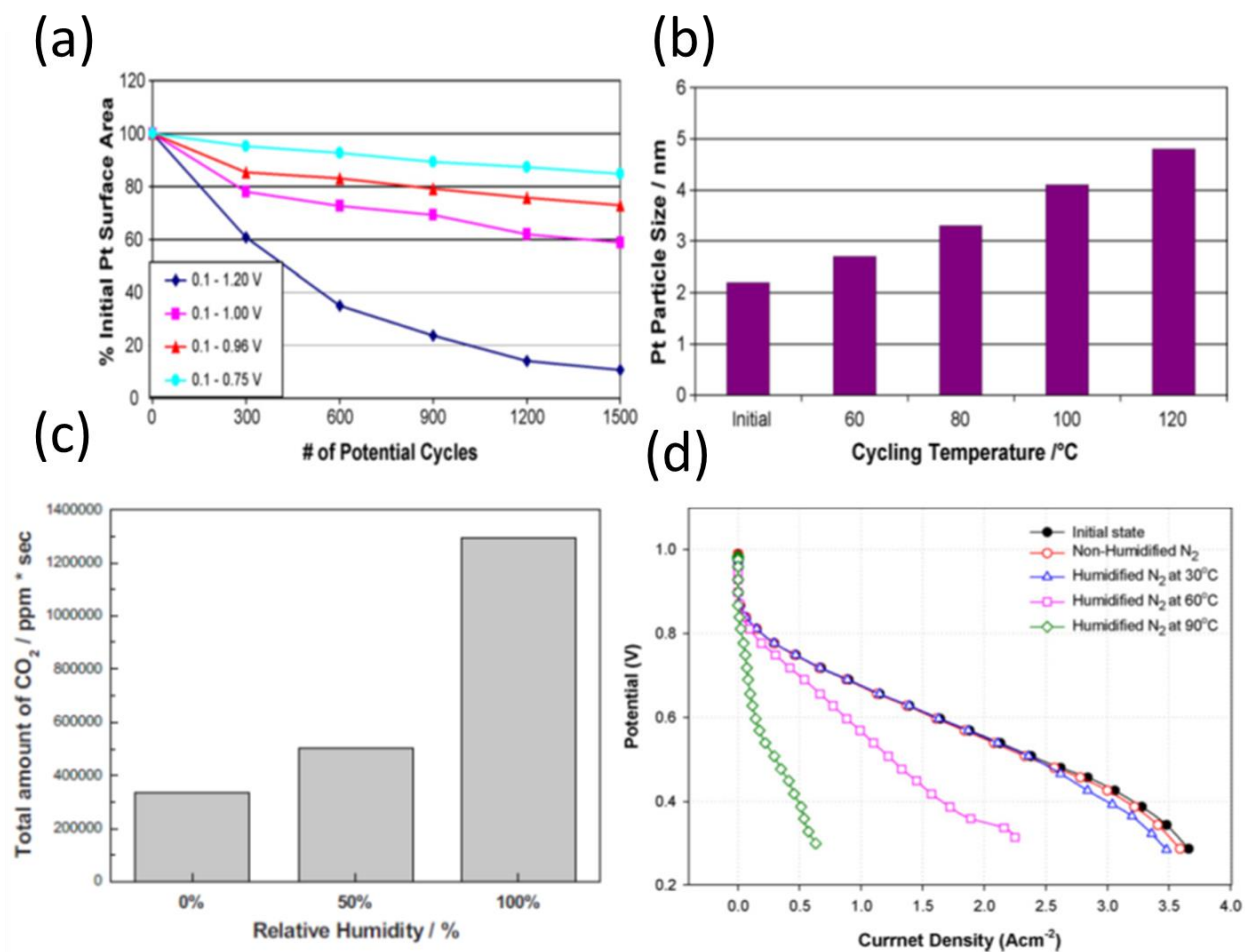 (a)
% Initial Pt Surface Area
120
100
80
60
40
20
0
0.1 - 1.20 V
0.1 - 1.00 V
0.1 - 0.96 V
0.1 - 0.75 V
0 300 600 900 1200 1500
# of Potential Cycles
(b)
Pt Particle Size / nm
6
5
4
3
2
1
0
Initial 60 80 100 120
Cycling Temperature /°C
(c)
Total amount of CO2 / ppm * sec
1400000
1200000
1000000
800000
600000
400000
200000
0
0% 50% 100%
Relative Humidity / %
(d)
Potential (V)
1.0
0.8
0.6
0.4
0.2
Initial state
Non-Humidified N2
Humidified N2 at 30°C
Humidified N2 at 60°C
Humidified N2 at 90°C
0.0 0.5 1.0 1.5 2.0 2.5 3.0 3.5 4.0
Currnet Density (Acm-2)